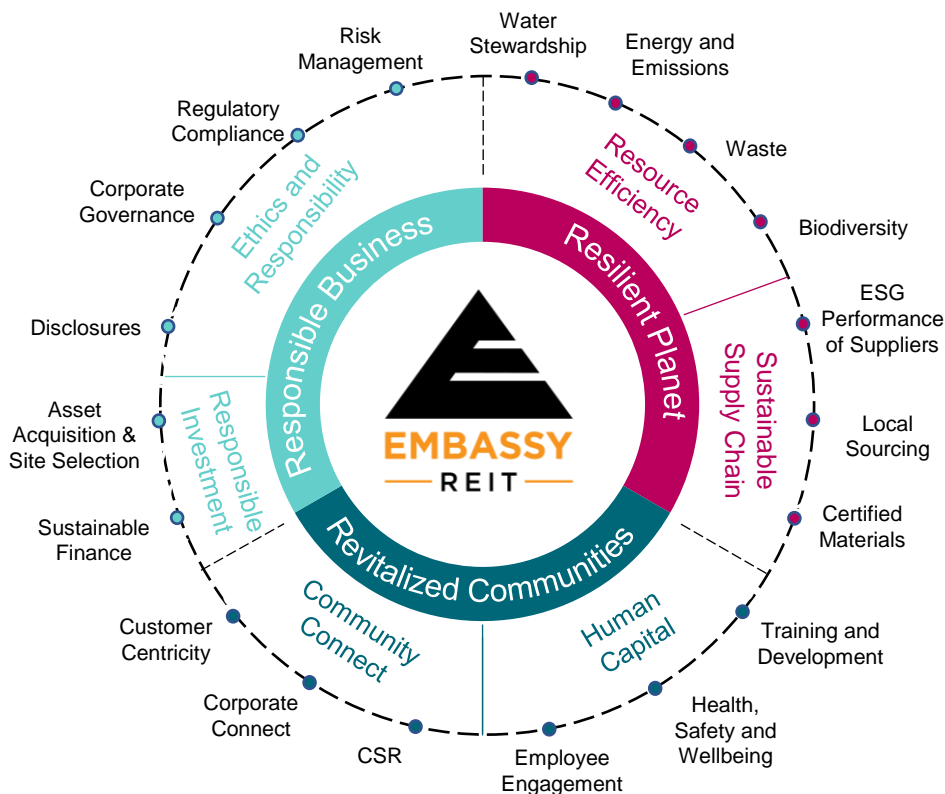 Water
Stewardship
Energy and
Emissions
Waste
Biodiversity
Resource
Efficiency
Resilient Planet
ESG
Performance
of Suppliers
Local
Sourcing
Certified
Materials
Sustainable
Supply Chain
Training and
Development
Health,
Safety and
Wellbeing
Employee
Engagement
Human
Capital
Revitalized Communities
CSR
Corporate
Connect
Customer
Centricity
Community
Connect
Sustainable
Finance
Asset
Acquisition &
Site Selection
Responsible
Investment
Responsible Business
Disclosures
Corporate
Governance
Regulatory
Compliance
Risk
Management
Ethics and
Responsibility
EMBASSY
REIT